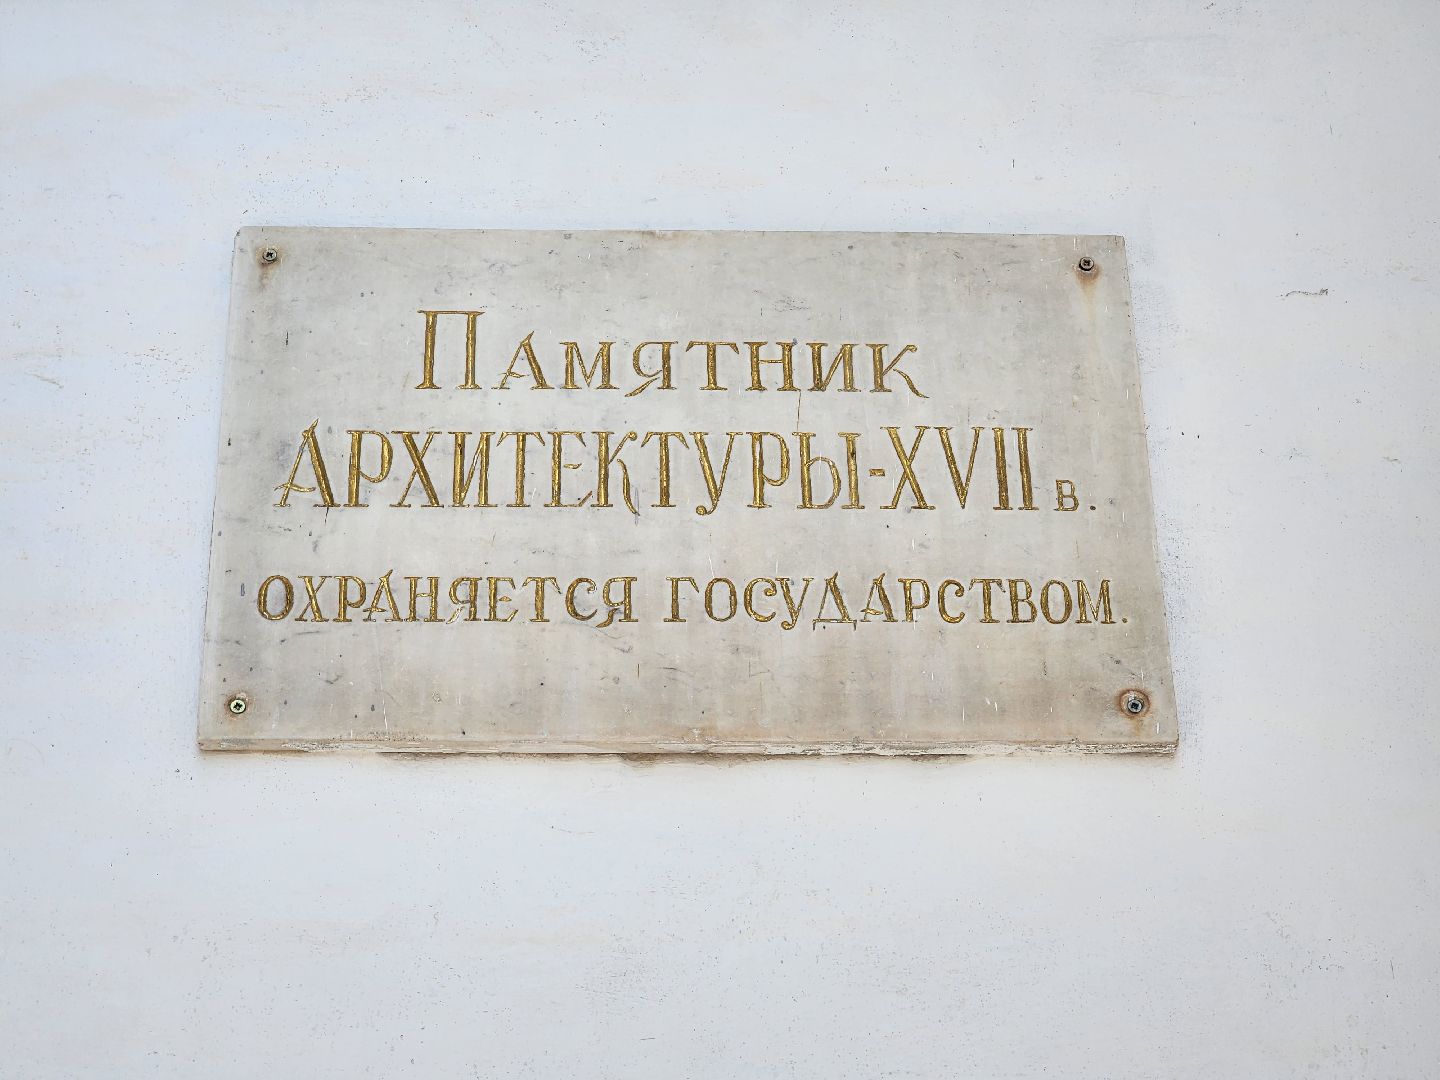 Памятник
АРХИТЕКТУРЫ-XVII в.
ОХРАНЯЕТСЯ ГОСУДАРСТВОМ.